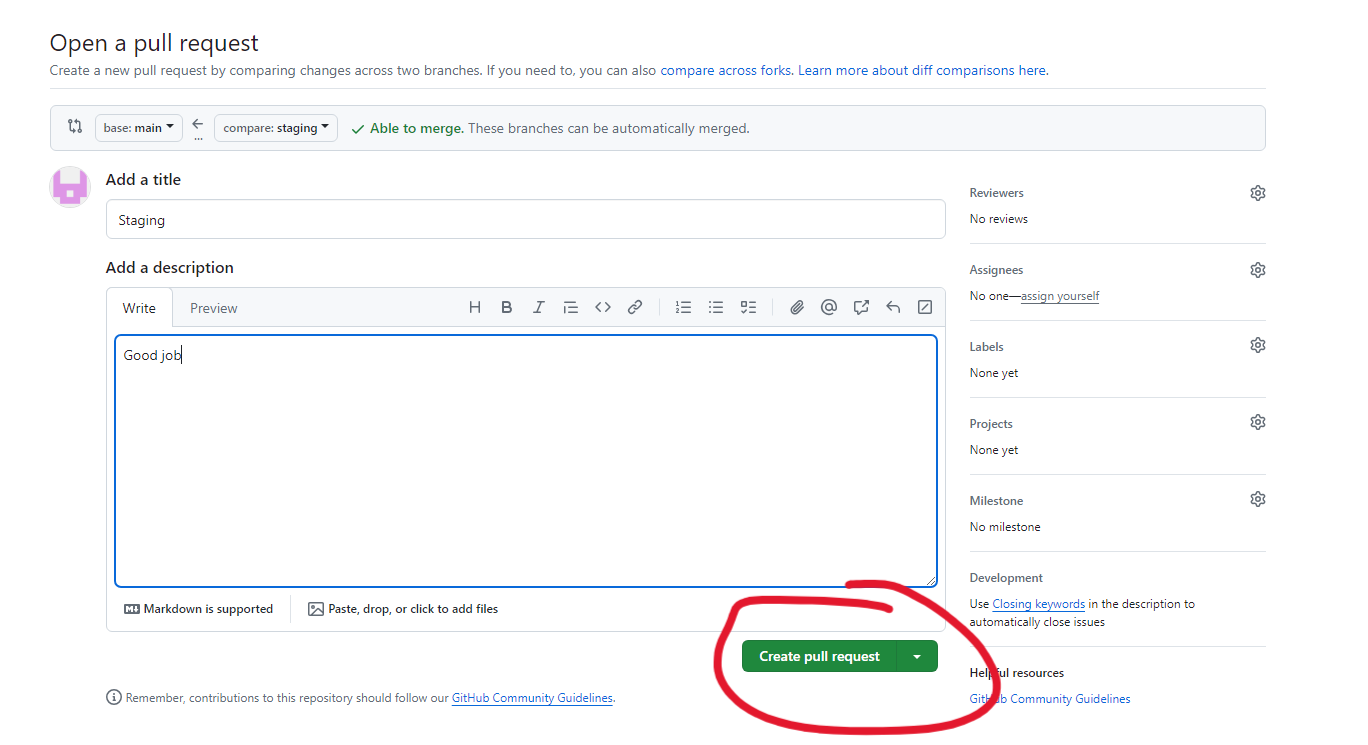 Open a pull request
Create a new pull request by comparing changes across two branches. If you need to, you can also compare across forks. Learn more about diff comparisons here.
base: main
...
compare: staging
Able to merge. These branches can be automatically merged.
Add a title
Staging
Add a description
Write
Preview
Good job
Markdown is supported
Paste, drop, or click to add files
Create pull request
Remember, contributions to this repository should follow our GitHub Community Guidelines.
Reviewers
No reviews
Assignees
No one—assign yourself
Labels
None yet
Projects
None yet
Milestone
No milestone
Development
Use Closing keywords in the description to
automatically close issues
Helpful resources
GitHub Community Guidelines